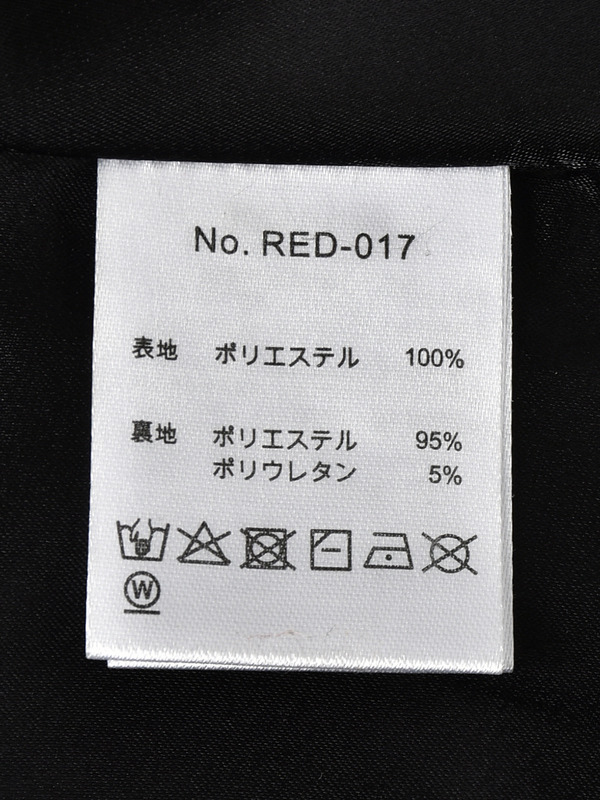 No. RED-017
表地 ポリエステル 100%
裏地 ポリエステル 95%
ポリウレタン 5%
W